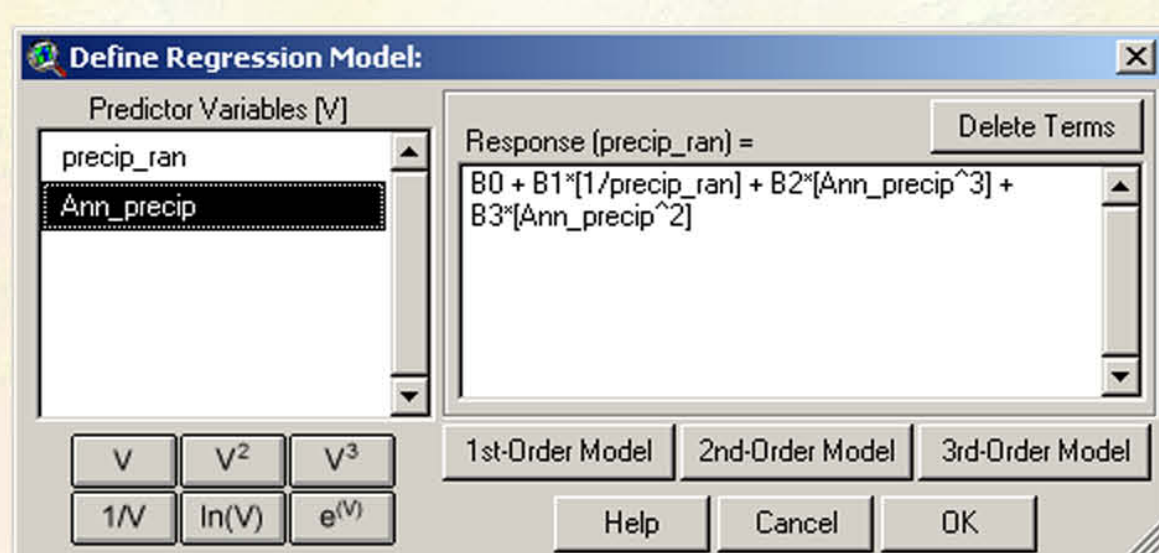 Define Regression Model:
Predictor Variables [V]
precip_ran
Ann_precip
Response (precip_ran) =
Delete Terms
B0 + B1*[1/precip_ran] + B2*[Ann_precip^3] +
B3*[Ann_precip^2]
V V² V³
1/V ln(V) e(V)
1st-Order Model 2nd-Order Model 3rd-Order Model
Help Cancel OK